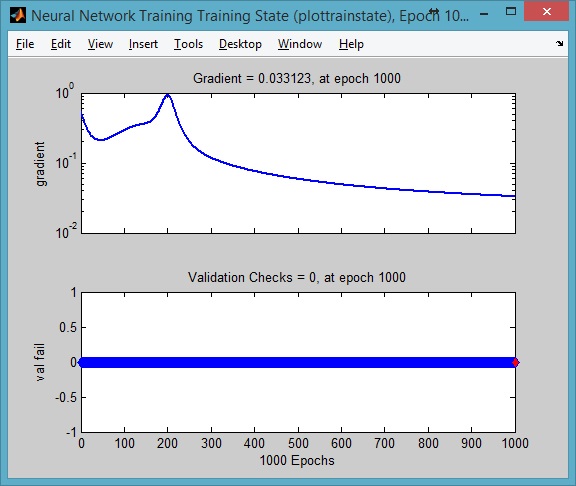 Neural Network Training Training State (plottrainstate), Epoch 10...
File Edit View Insert Tools Desktop Window Help
Gradient = 0.033123, at epoch 1000
10^0
10^-1
10^-2
gradient
Validation Checks = 0, at epoch 1000
1
0.5
0
-0.5
-1
val fail
0 100 200 300 400 500 600 700 800 900 1000
1000 Epochs